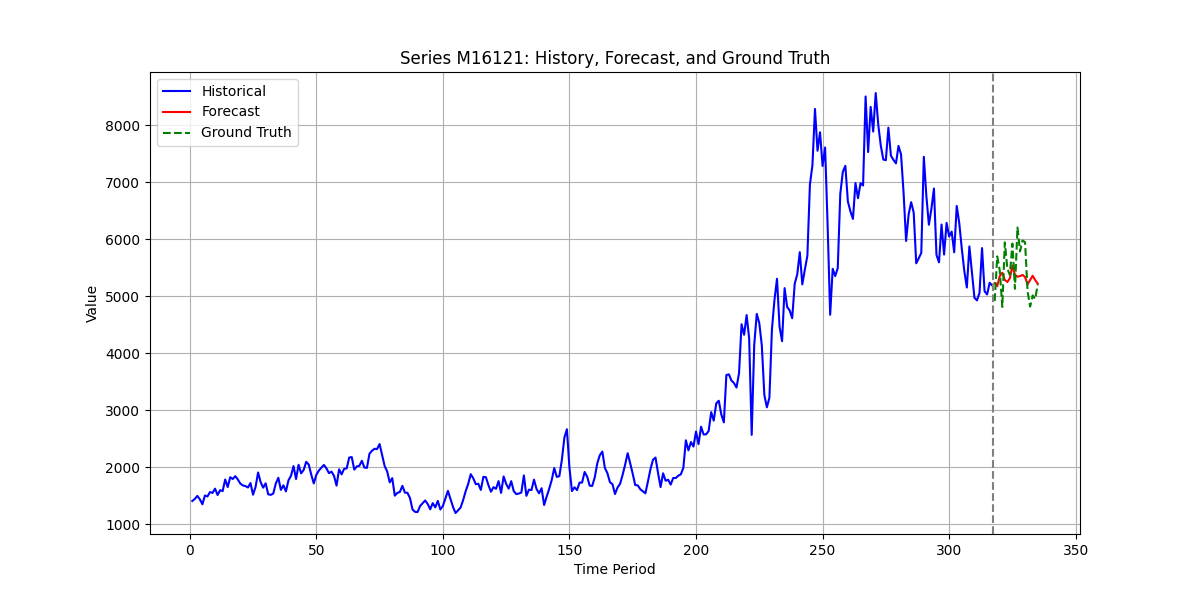 Series M16121: History, Forecast, and Ground Truth
Historical
Forecast
Ground Truth
Value
8000
7000
6000
5000
4000
3000
2000
1000
0 50 100 150 200 250 300 350
Time Period